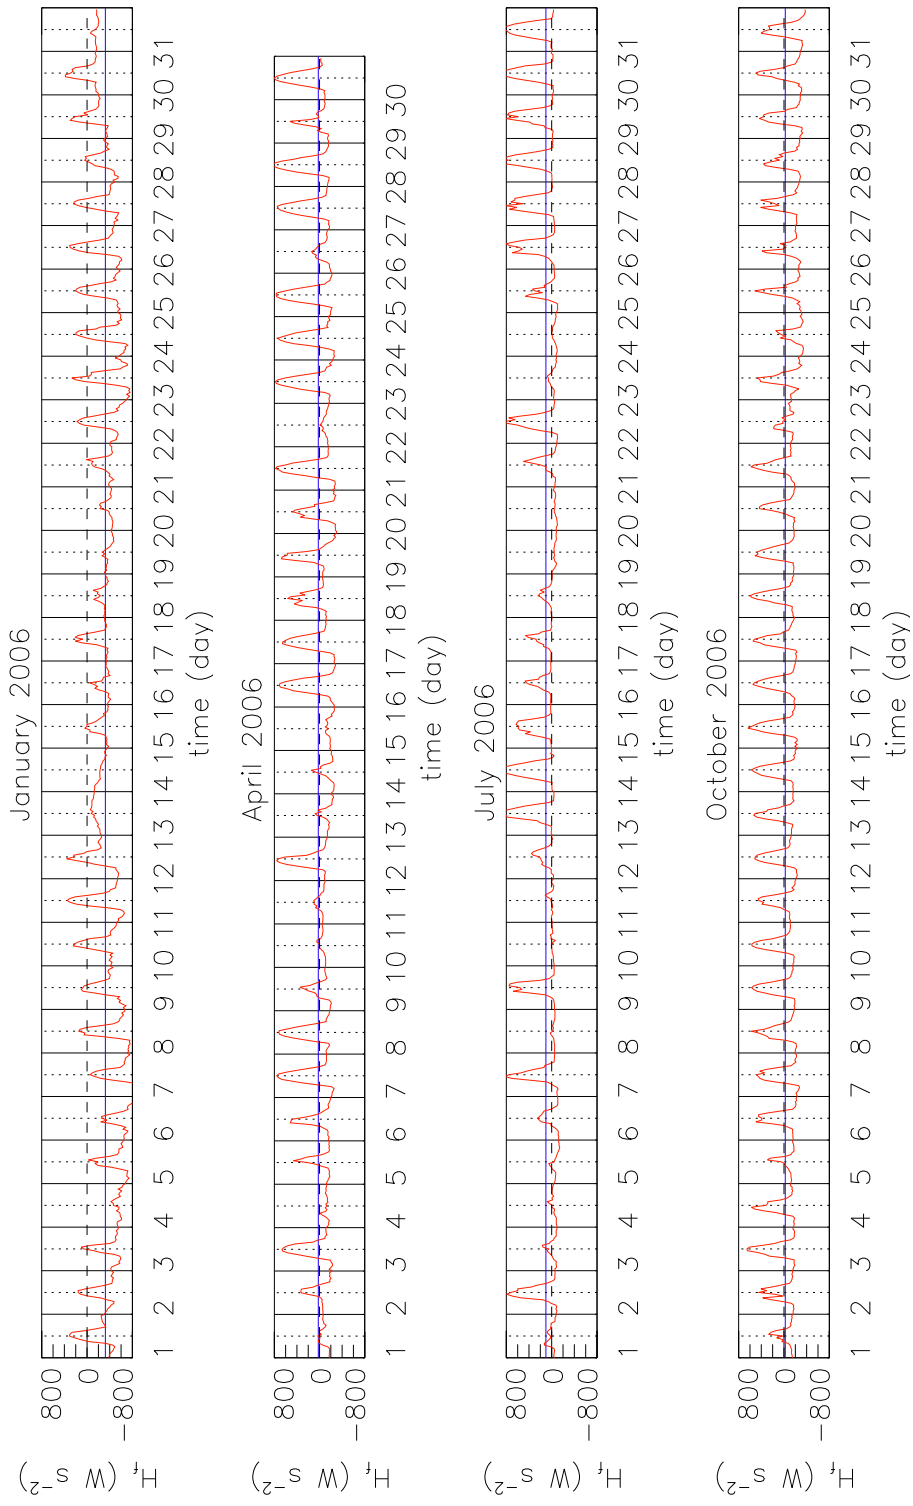 January 2006
800
0
−800
H_f (W s⁻²)
1 2 3 4 5 6 7 8 9 10 11 12 13 14 15 16 17 18 19 20 21 22 23 24 25 26 27 28 29 30 31
time (day)
April 2006
800
0
−800
H_f (W s⁻²)
1 2 3 4 5 6 7 8 9 10 11 12 13 14 15 16 17 18 19 20 21 22 23 24 25 26 27 28 29 30
time (day)
July 2006
800
0
−800
H_f (W s⁻²)
1 2 3 4 5 6 7 8 9 10 11 12 13 14 15 16 17 18 19 20 21 22 23 24 25 26 27 28 29 30 31
time (day)
October 2006
800
0
−800
H_f (W s⁻²)
1 2 3 4 5 6 7 8 9 10 11 12 13 14 15 16 17 18 19 20 21 22 23 24 25 26 27 28 29 30 31
time (day)